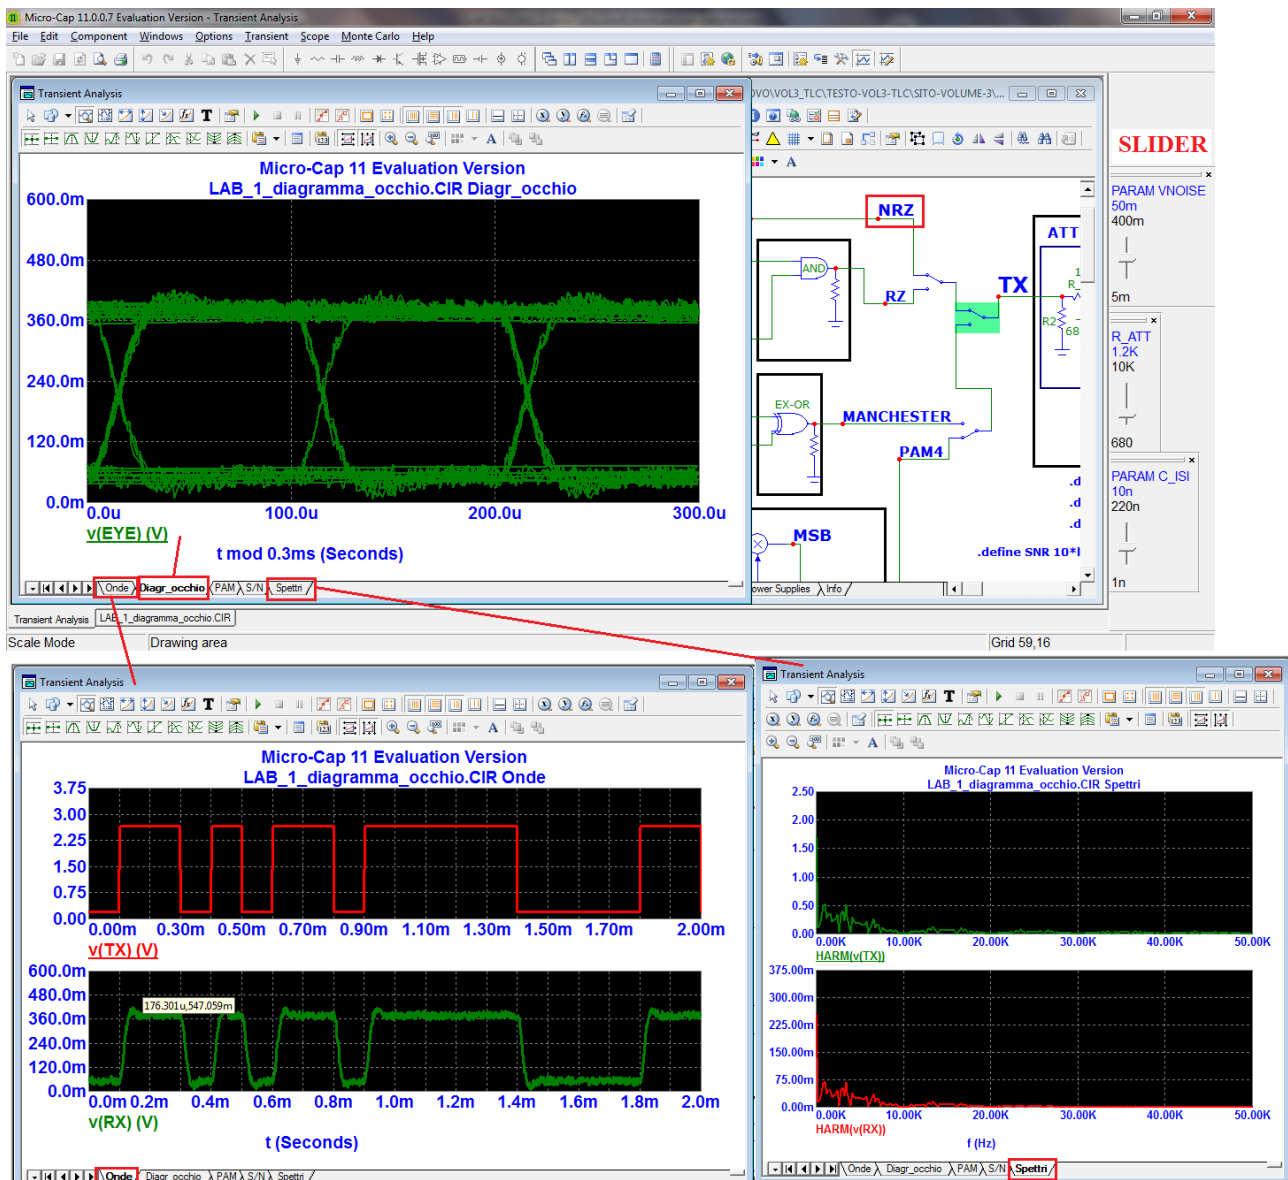 Micro-Cap 11.0.0.7 Evaluation Version - Transient Analysis
File Edit Component Windows Options Transient Scope Monte Carlo Help
Transient Analysis
Micro-Cap 11 Evaluation Version
LAB_1_diagramma_occhio.CIR Diagr_occhio
600.0m
480.0m
360.0m
240.0m
120.0m
0.0m
0.0u 100.0u 200.0u 300.0u
v(EYE) (V)
t mod 0.3ms (Seconds)
Onde Diagr_occhio PAM S/N Spettri
OVO\VOL3_TLC\TESTO-VOL3-TLC\SITO-VOLUME-3\...
NRZ
AND
RZ
TX
ATT
R2
EX-OR
MANCHESTER
PAM4
MSB
.d
.d
.d
.define SNR 10*l
ower Supplies Info
SLIDER
PARAM VNOISE
50m
400m
5m
R_ATT
1.2K
10K
680
PARAM C_ISI
10n
220n
1n
Transient Analysis LAB_1_diagramma_occhio.CIR
Scale Mode Drawing area Grid 59,16
Transient Analysis
Micro-Cap 11 Evaluation Version
LAB_1_diagramma_occhio.CIR Onde
3.75
3.00
2.25
1.50
0.75
0.00
0.00m 0.30m 0.50m 0.70m 0.90m 1.10m 1.30m 1.50m 1.70m 2.00m
v(TX) (V)
600.0m
480.0m
360.0m
240.0m
120.0m
0.0m
176.301u,547.059m
0.0m 0.2m 0.4m 0.6m 0.8m 1.0m 1.2m 1.4m 1.6m 1.8m 2.0m
v(RX) (V)
t (Seconds)
Onde Diagr_occhio PAM S/N Spettri
Transient Analysis
Micro-Cap 11 Evaluation Version
LAB_1_diagramma_occhio.CIR Spettri
2.50
2.00
1.50
1.00
0.50
0.00
0.00K 10.00K 20.00K 30.00K 40.00K 50.00K
HARM(v(TX))
375.00m
300.00m
225.00m
150.00m
75.00m
0.00m
0.00K 10.00K 20.00K 30.00K 40.00K 50.00K
HARM(v(RX))
f (Hz)
Onde Diagr_occhio PAM S/N Spettri